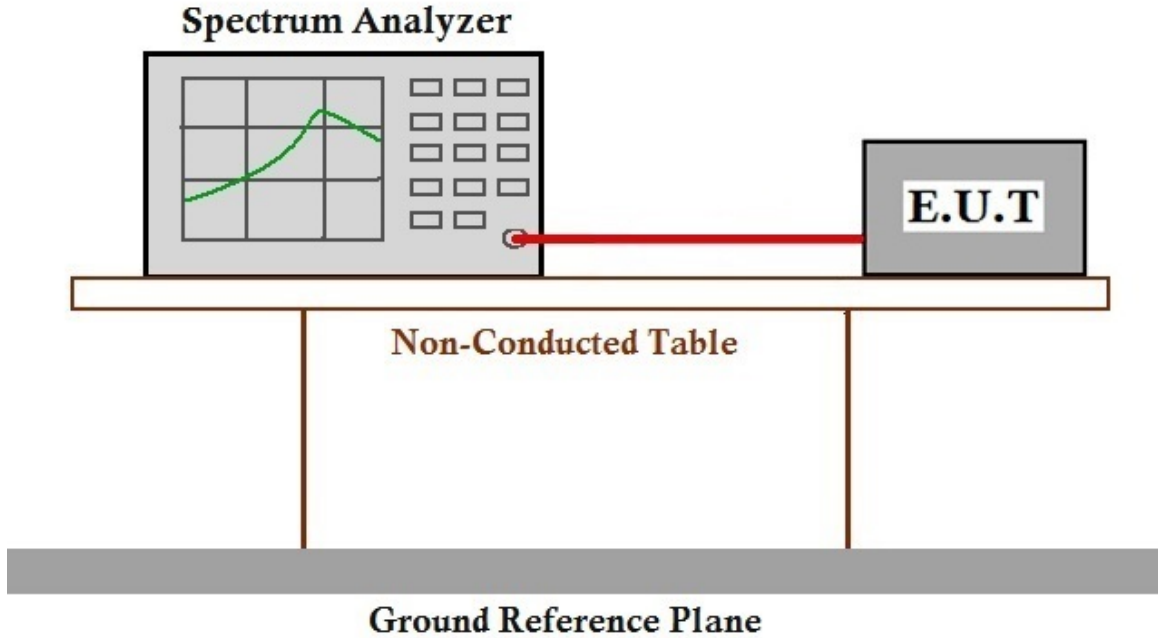 Spectrum Analyzer
E.U.T
Non-Conducted Table
Ground Reference Plane